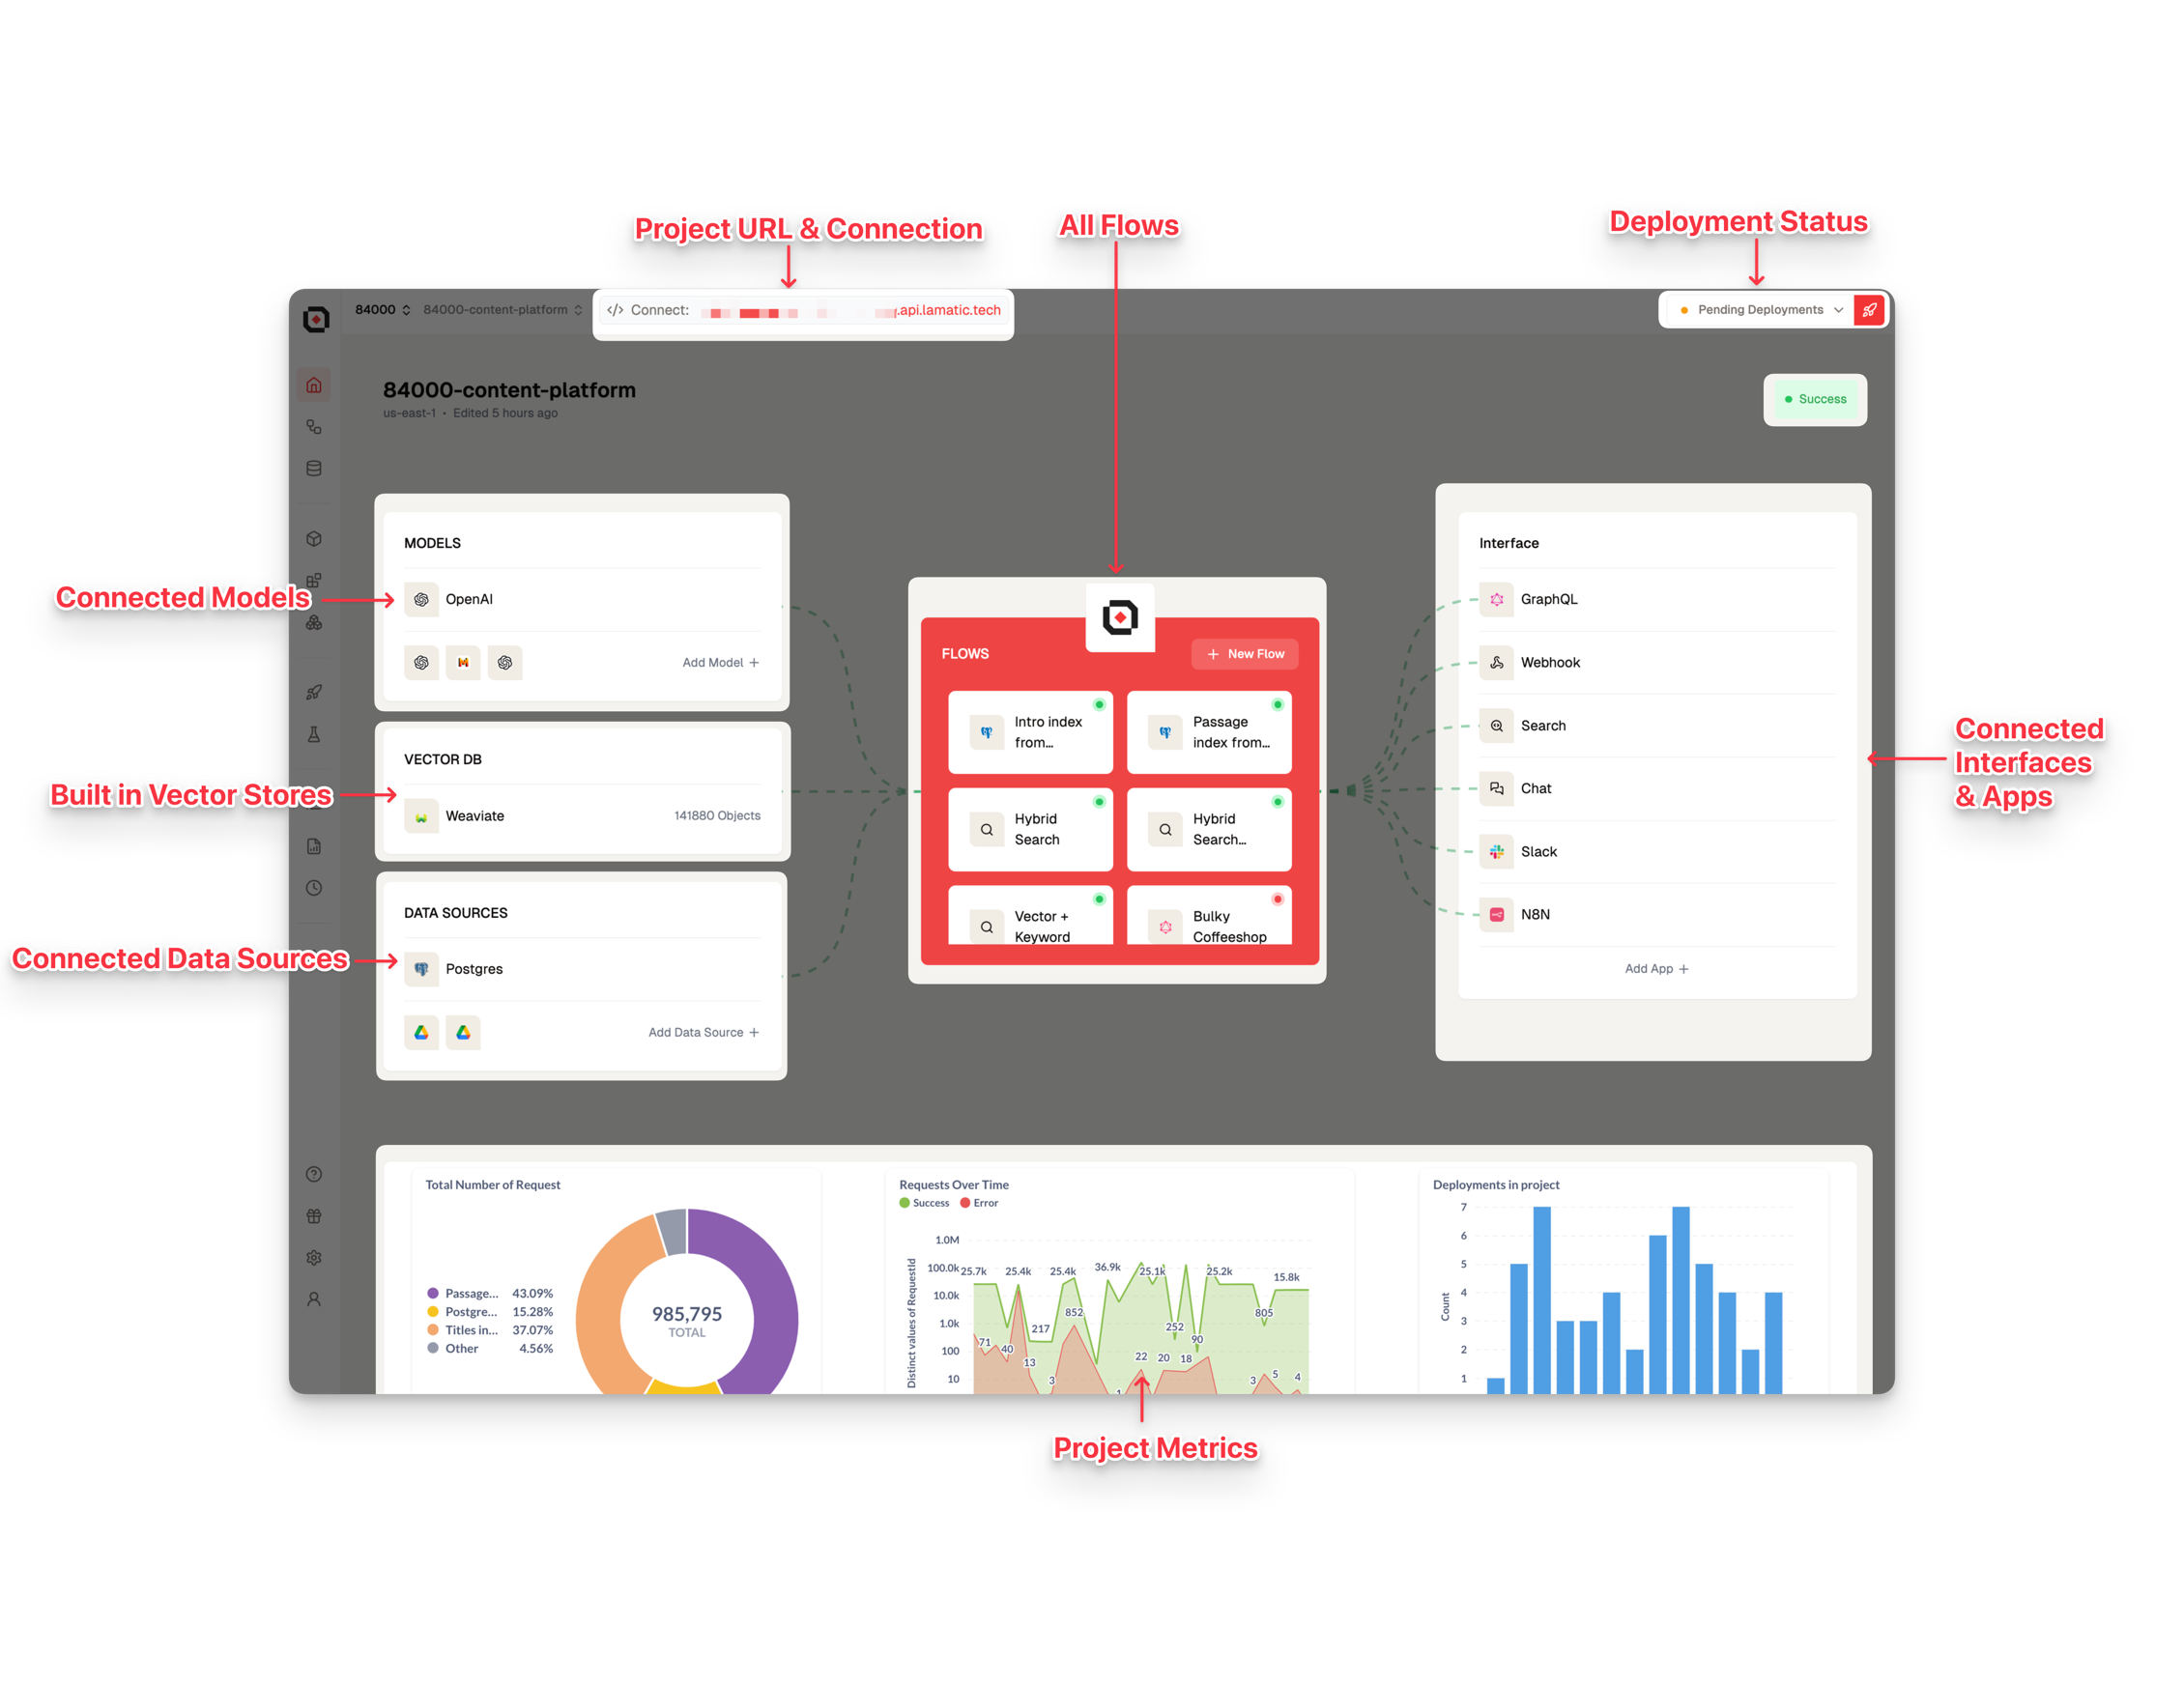 Project URL & Connection
All Flows
Deployment Status
84000
84000-content-platform
Connect:
.api.lamatic.tech
Pending Deployments
84000-content-platform
us-east-1 • Edited 5 hours ago
Success
Connected Models
MODELS
OpenAI
Add Model +
Built in Vector Stores
VECTOR DB
Weaviate
141880 Objects
Connected Data Sources
DATA SOURCES
Postgres
Add Data Source +
FLOWS
+ New Flow
Intro index
from...
Passage
index from...
Hybrid
Search
Hybrid
Search...
Vector +
Keyword
Bulky
Coffeeshop
Interface
GraphQL
Webhook
Search
Chat
Slack
N8N
Add App +
Connected
Interfaces
& Apps
Total Number of Request
Passage... 43.09%
Postgre... 15.28%
Titles in... 37.07%
Other 4.56%
985,795
TOTAL
Requests Over Time
Success
Error
Distinct values of RequestId
1.0M
100.0k
10.0k
1.0k
100
10
25.7k
25.4k
25.4k
36.9k
25.1k
25.2k
15.8k
852
805
217
252
90
71
40
13
3
1
22
20
18
3
5
4
Deployments in project
Count
7
6
5
4
3
2
1
Project Metrics